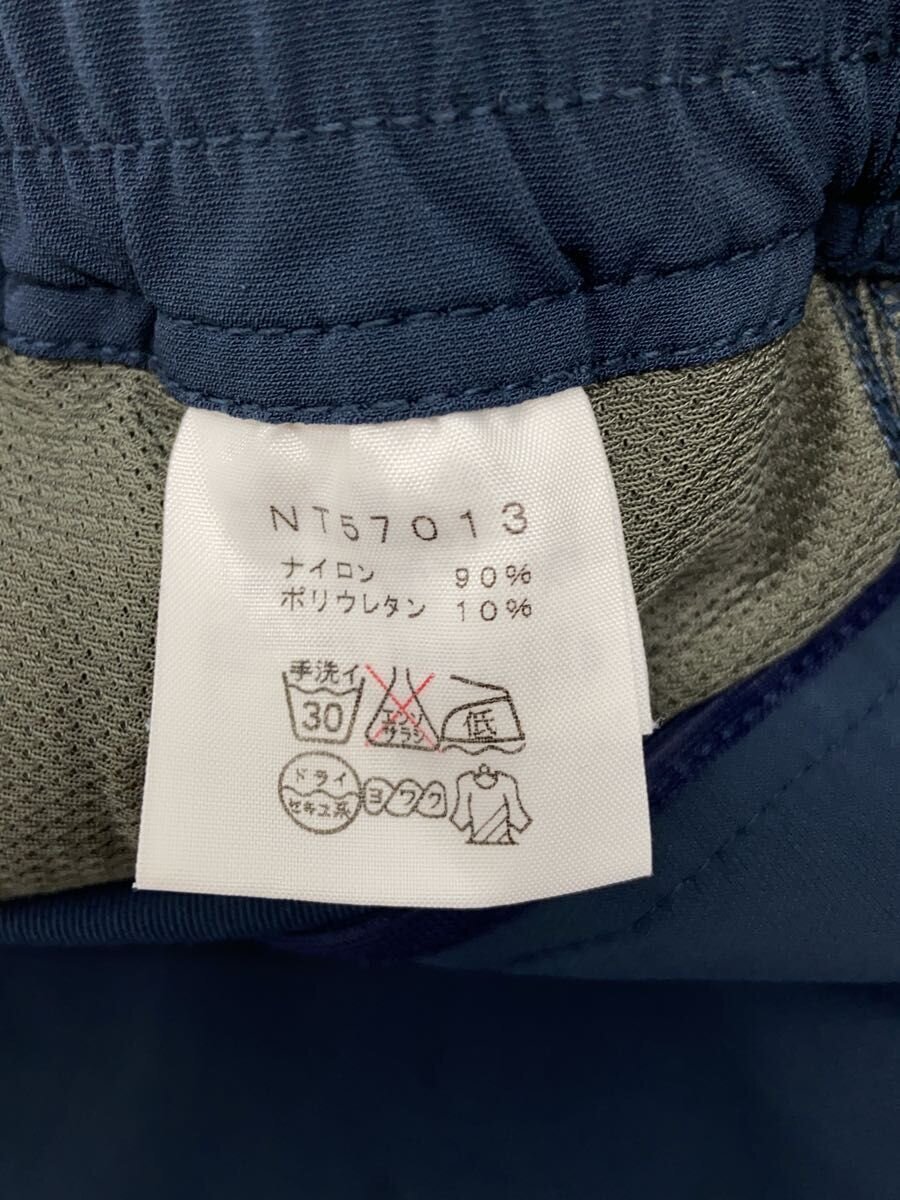 NT57013
ナイロン 90%
ポリウレタン 10%
手洗イ
30
エンソ
サラシ
低
ドライ
セキユ系
ヨワク